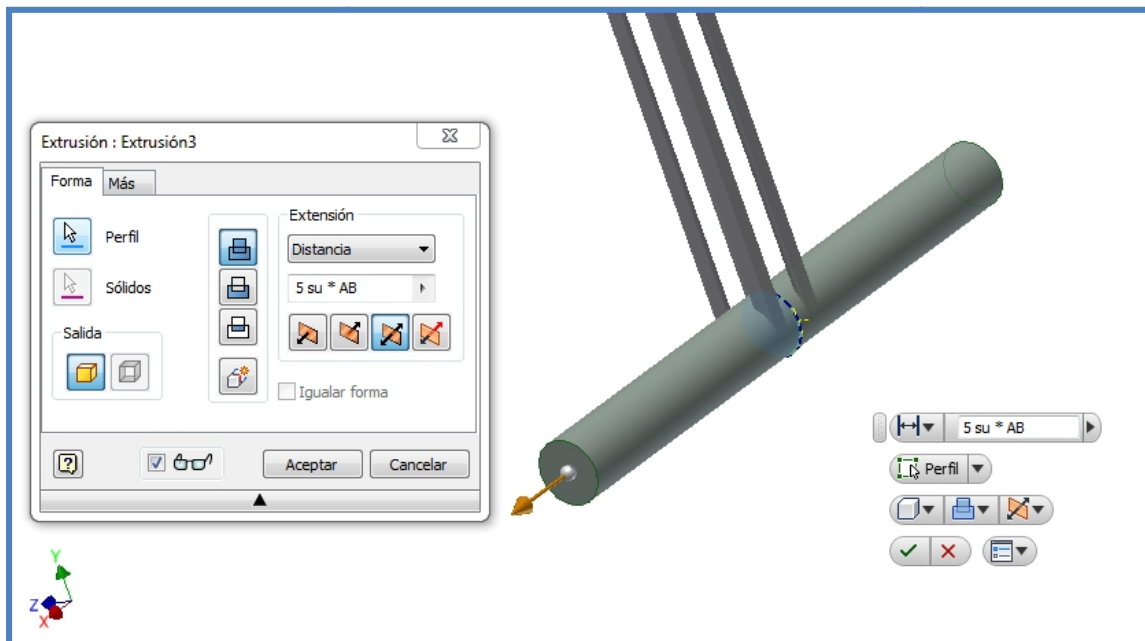 Extrusión : Extrusión3
Forma Más
Perfil
Sólidos
Salida
Extensión
Distancia
5 su * AB
Igualar forma
Aceptar Cancelar
5 su * AB
Perfil
Y
Z
X